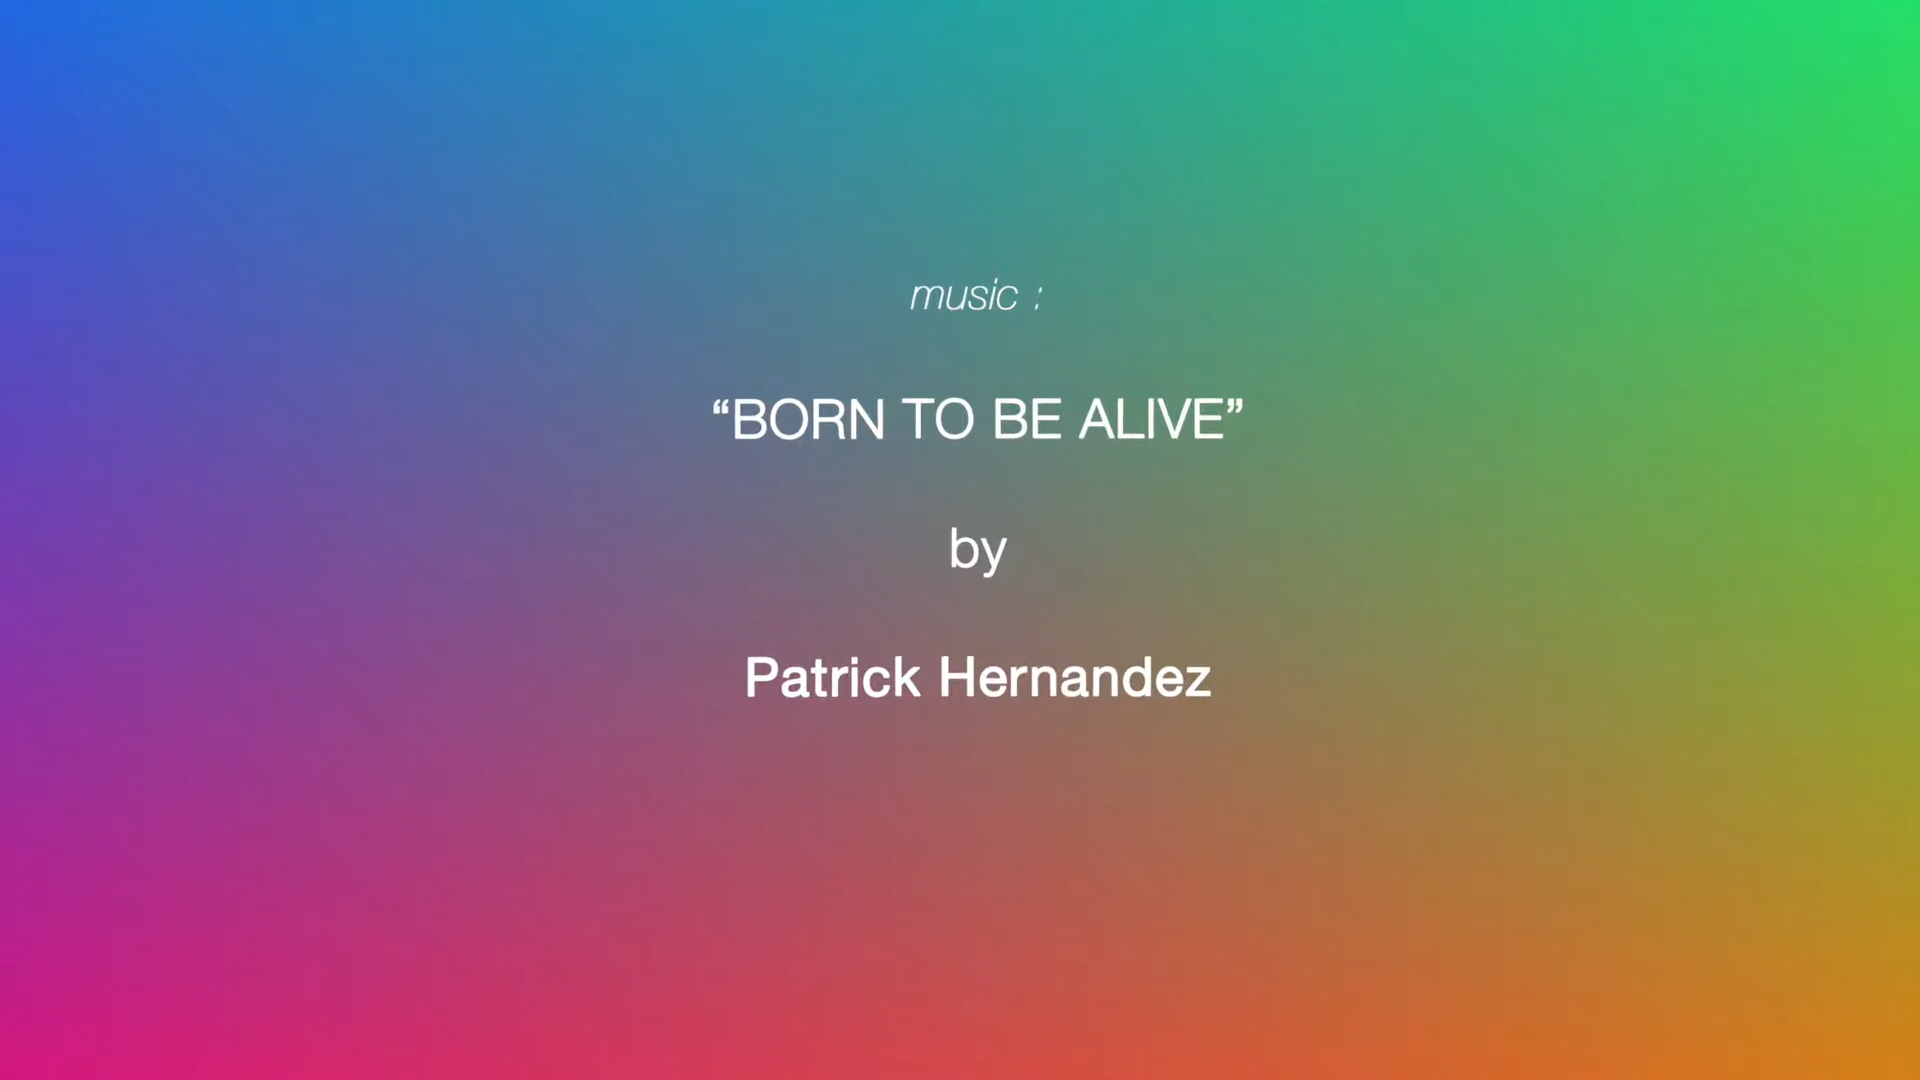 music :
“BORN TO BE ALIVE”
by
Patrick Hernandez